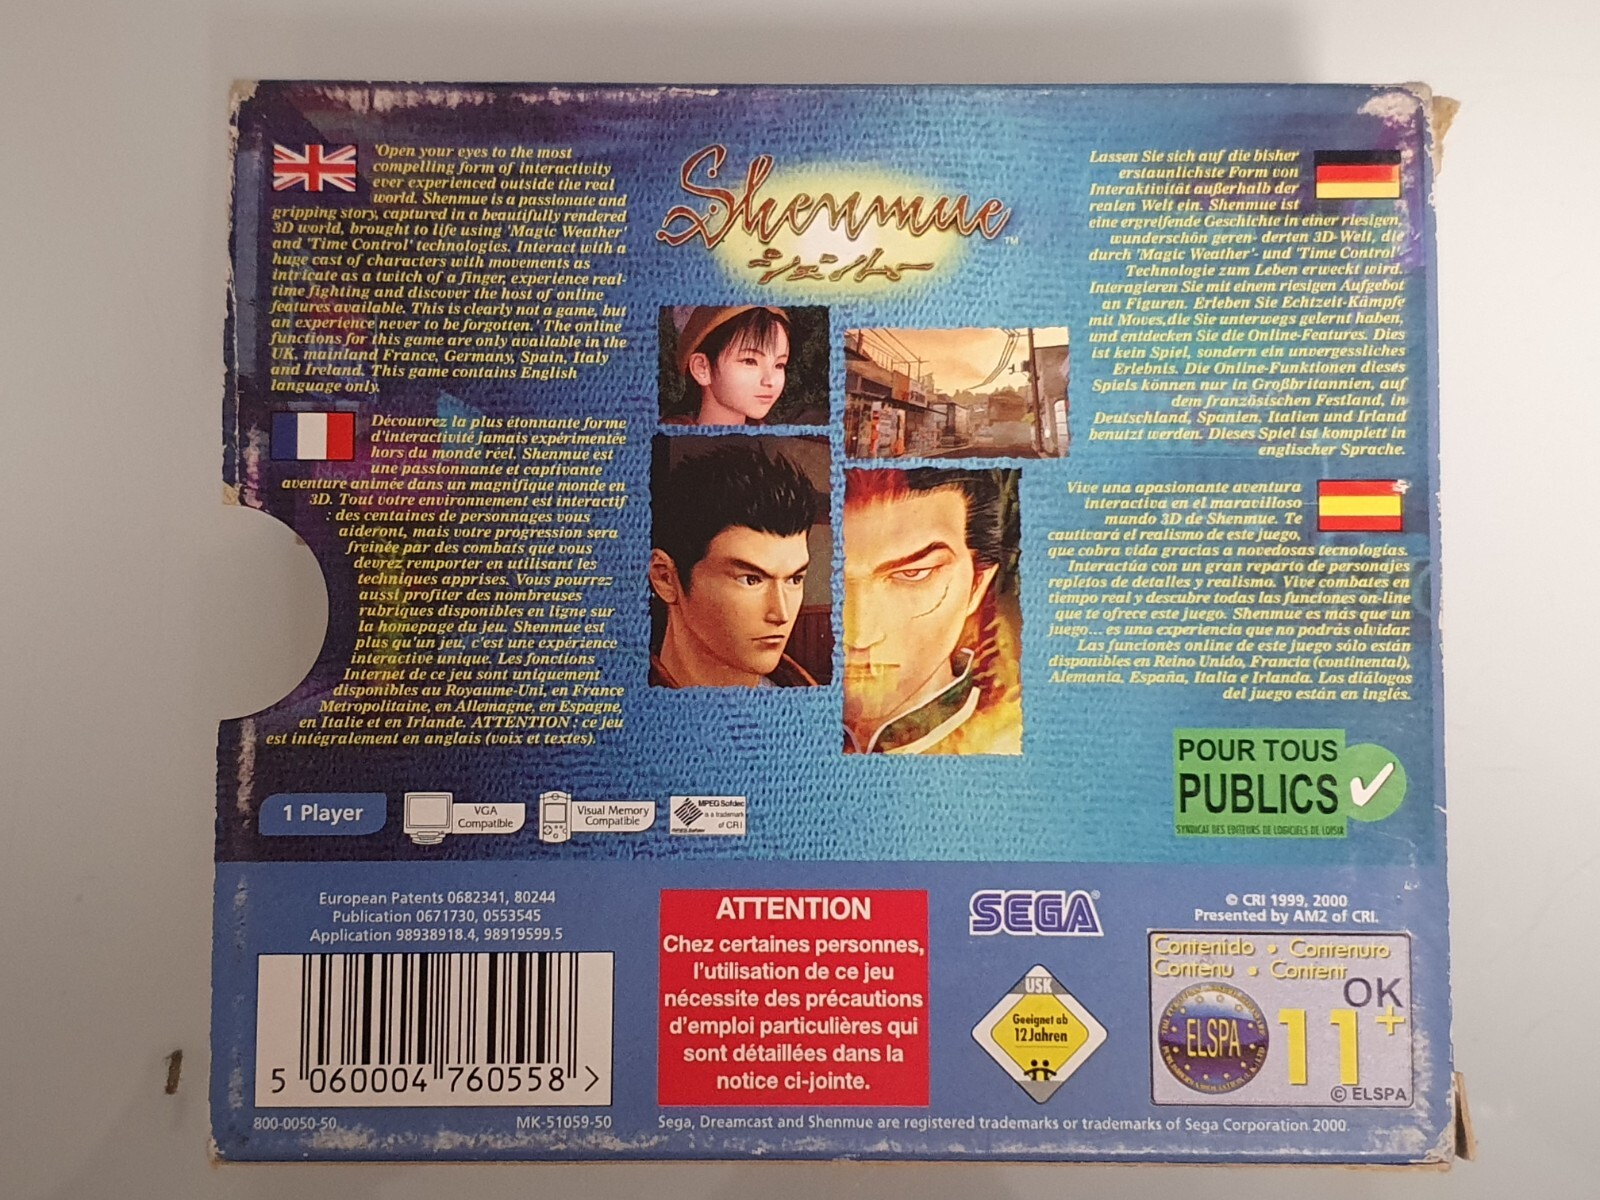 'Open your eyes to the most
compelling form of interactivity
ever experienced outside the real
world. Shenmue is a passionate and
gripping story, captured in a beautifully rendered
3D world, brought to life using 'Magic Weather'
and 'Time Control' technologies. Interact with a
huge cast of characters with movements as
intricate as a twitch of a finger, experience real-
time fighting and discover the host of online
features available. This is clearly not a game, but
an experience never to be forgotten.' The online
functions for this game are only available in the
UK, mainland France, Germany, Spain, Italy
and Ireland. This game contains English
language only.
Découvrez la plus étonnante forme
d'interactivité jamais expérimentée
hors du monde réel. Shenmue est
une passionnante et captivante
aventure animée dans un magnifique monde en
3D. Tout votre environnement est interactif
: des centaines de personnages vous
aideront, mais votre progression sera
freinée par des combats que vous
devrez remporter en utilisant les
techniques apprises. Vous pourrez
aussi profiter des nombreuses
rubriques disponibles en ligne sur
la homepage du jeu. Shenmue est
plus qu'un jeu, c'est une expérience
interactive unique. Les fonctions
Internet de ce jeu sont uniquement
disponibles au Royaume-Uni, en France
Metropolitaine, en Allemagne, en Espagne,
en Italie et en Irlande. ATTENTION : ce jeu
est intégralement en anglais (voix et textes).
Shenmue
TM
シェンムー
Lassen Sie sich auf die bisher
erstaunlichste Form von
Interaktivität außerhalb der
realen Welt ein. Shenmue ist
eine ergreifende Geschichte in einer riesigen,
wunderschön geren- derten 3D-Welt, die
durch 'Magic Weather'- und 'Time Control'-
Technologie zum Leben erweckt wird.
Interagieren Sie mit einem riesigen Aufgebot
an Figuren. Erleben Sie Echtzeit-Kämpfe
mit Moves,die Sie unterwegs gelernt haben,
und entdecken Sie die Online-Features. Dies
ist kein Spiel, sondern ein unvergessliches
Erlebnis. Die Online-Funktionen dieses
Spiels können nur in Großbritannien, auf
dem französischen Festland, in
Deutschland, Spanien, Italien und Irland
benutzt werden. Dieses Spiel ist komplett in
englischer Sprache.
Vive una apasionante aventura
interactiva en el maravilloso
mundo 3D de Shenmue. Te
cautivará el realismo de este juego,
que cobra vida gracias a novedosas tecnologías.
Interactúa con un gran reparto de personajes
repletos de detalles y realismo. Vive combates en
tiempo real y descubre todas las funciones on-line
que te ofrece este juego. Shenmue es más que un
juego... es una experiencia que no podrás olvidar.
Las funciones online de este juego sólo están
disponibles en Reino Unido, Francia (continental),
Alemania, España, Italia e Irlanda. Los diálogos
del juego están en inglés.
POUR TOUS
PUBLICS
SYNDICAT DES EDITEURS DE LOGICIELS DE LOISIR
1 Player
VGA
Compatible
Visual Memory
Compatible
MPEG Sofdec
is a trademark
of CRI
MPEG Sofdec
European Patents 0682341, 80244
Publication 0671730, 0553545
Application 98938918.4, 98919599.5
5 060004 760558 >
800-0050-50
MK-51059-50
ATTENTION
Chez certaines personnes,
l'utilisation de ce jeu
nécessite des précautions
d'emploi particulières qui
sont détaillées dans la
notice ci-jointe.
SEGA®
USK
Geeignet ab
12 Jahren
© CRI 1999, 2000
Presented by AM2 of CRI.
Contenido • Contenuto
Contenu • Content
OK
ELSPA
11+
© ELSPA
Sega, Dreamcast and Shenmue are registered trademarks or trademarks of Sega Corporation 2000.